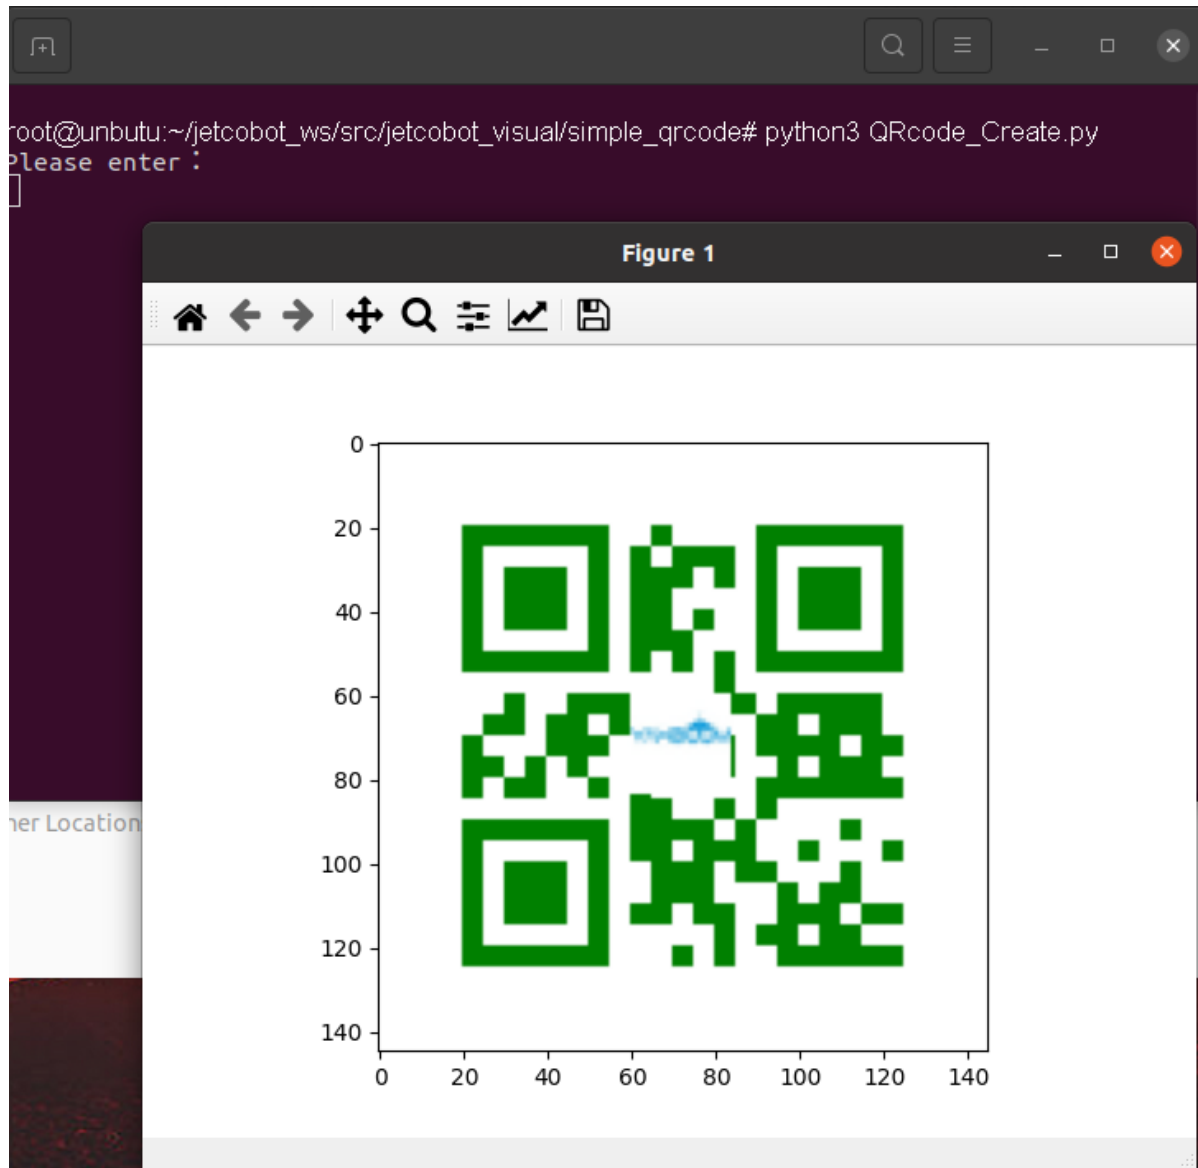 root@unbutu:~/jetcobot_ws/src/jetcobot_visual/simple_qrcode# python3 QRcode_Create.py
Please enter：
Figure 1
0
20
40
60
YAHBOOM
80
ner Location
100
120
140
0 20 40 60 80 100 120 140